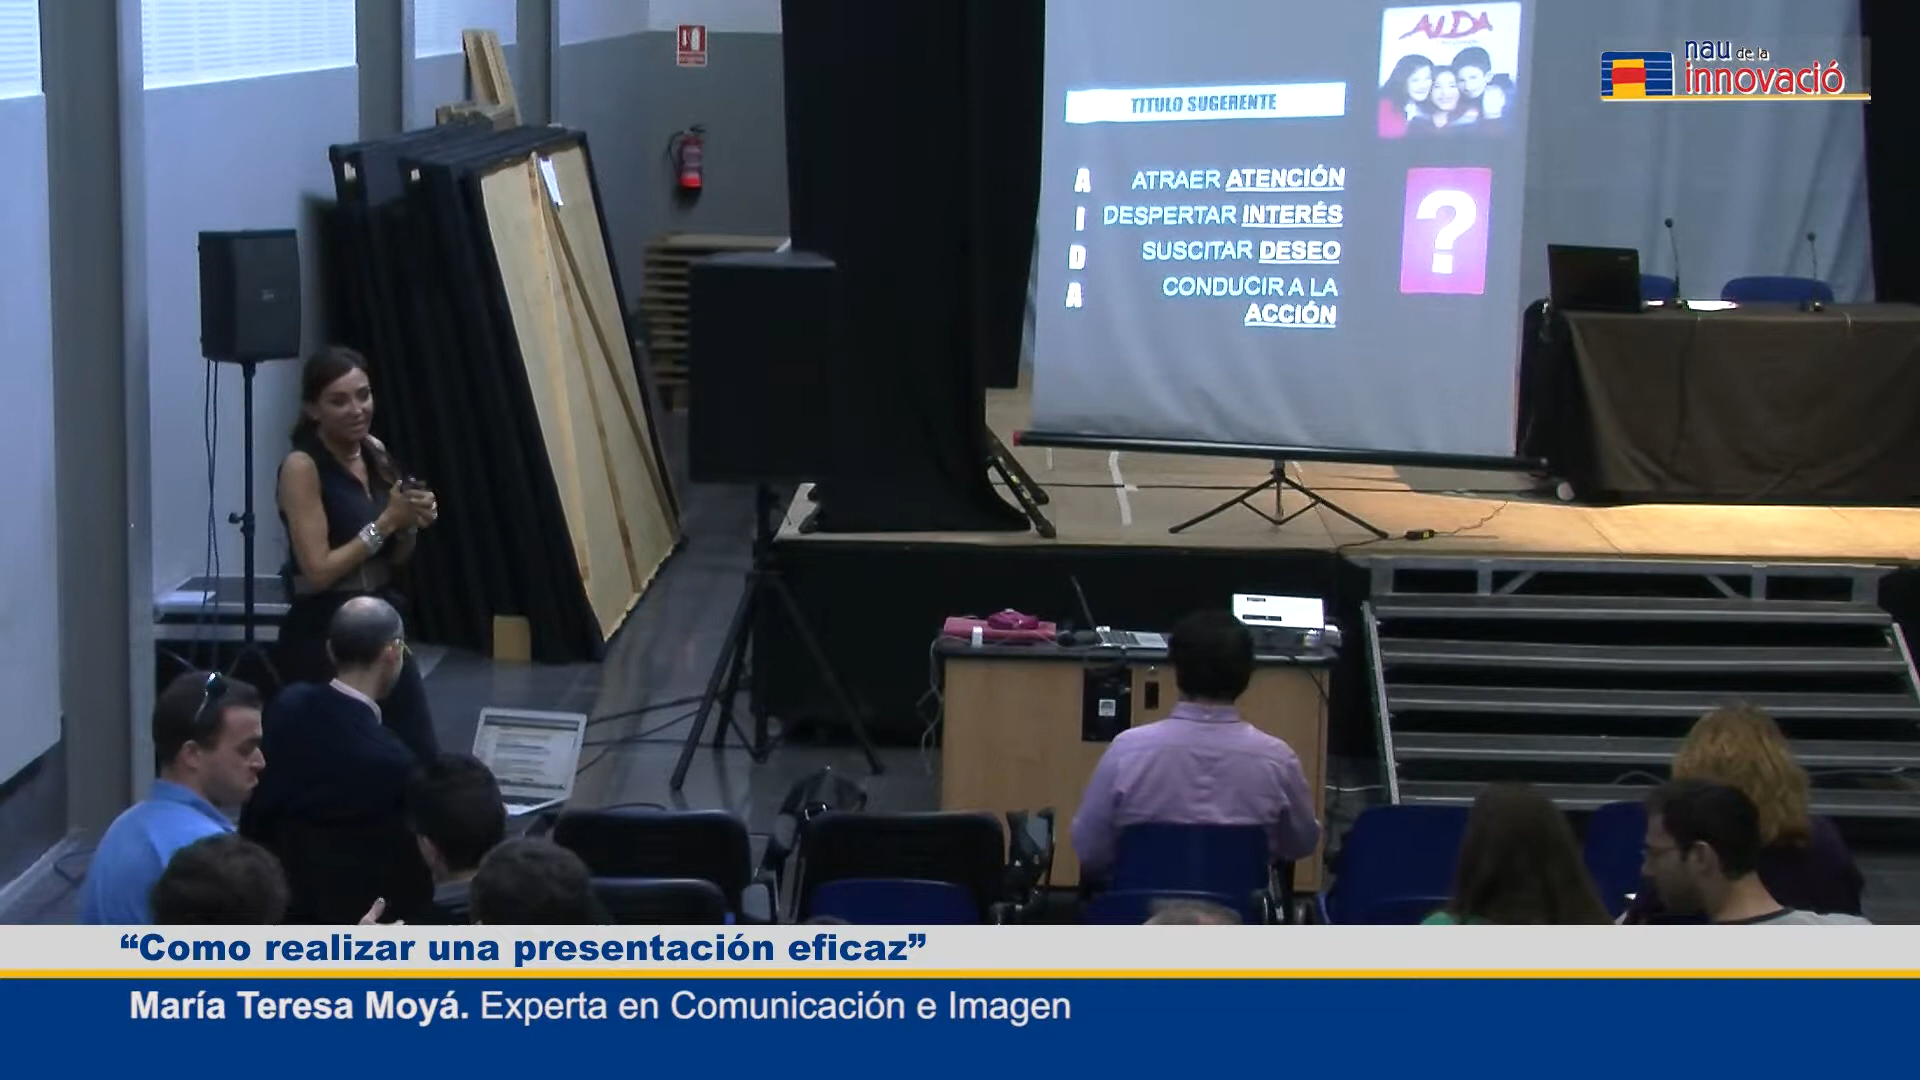 nau de la
innovació
AIDA
TITULO SUGERENTE
A ATRAER ATENCIÓN
I DESPERTAR INTERÉS
D SUSCITAR DESEO
A CONDUCIR A LA
ACCIÓN
?
“Como realizar una presentación eficaz”
María Teresa Moyá. Experta en Comunicación e Imagen